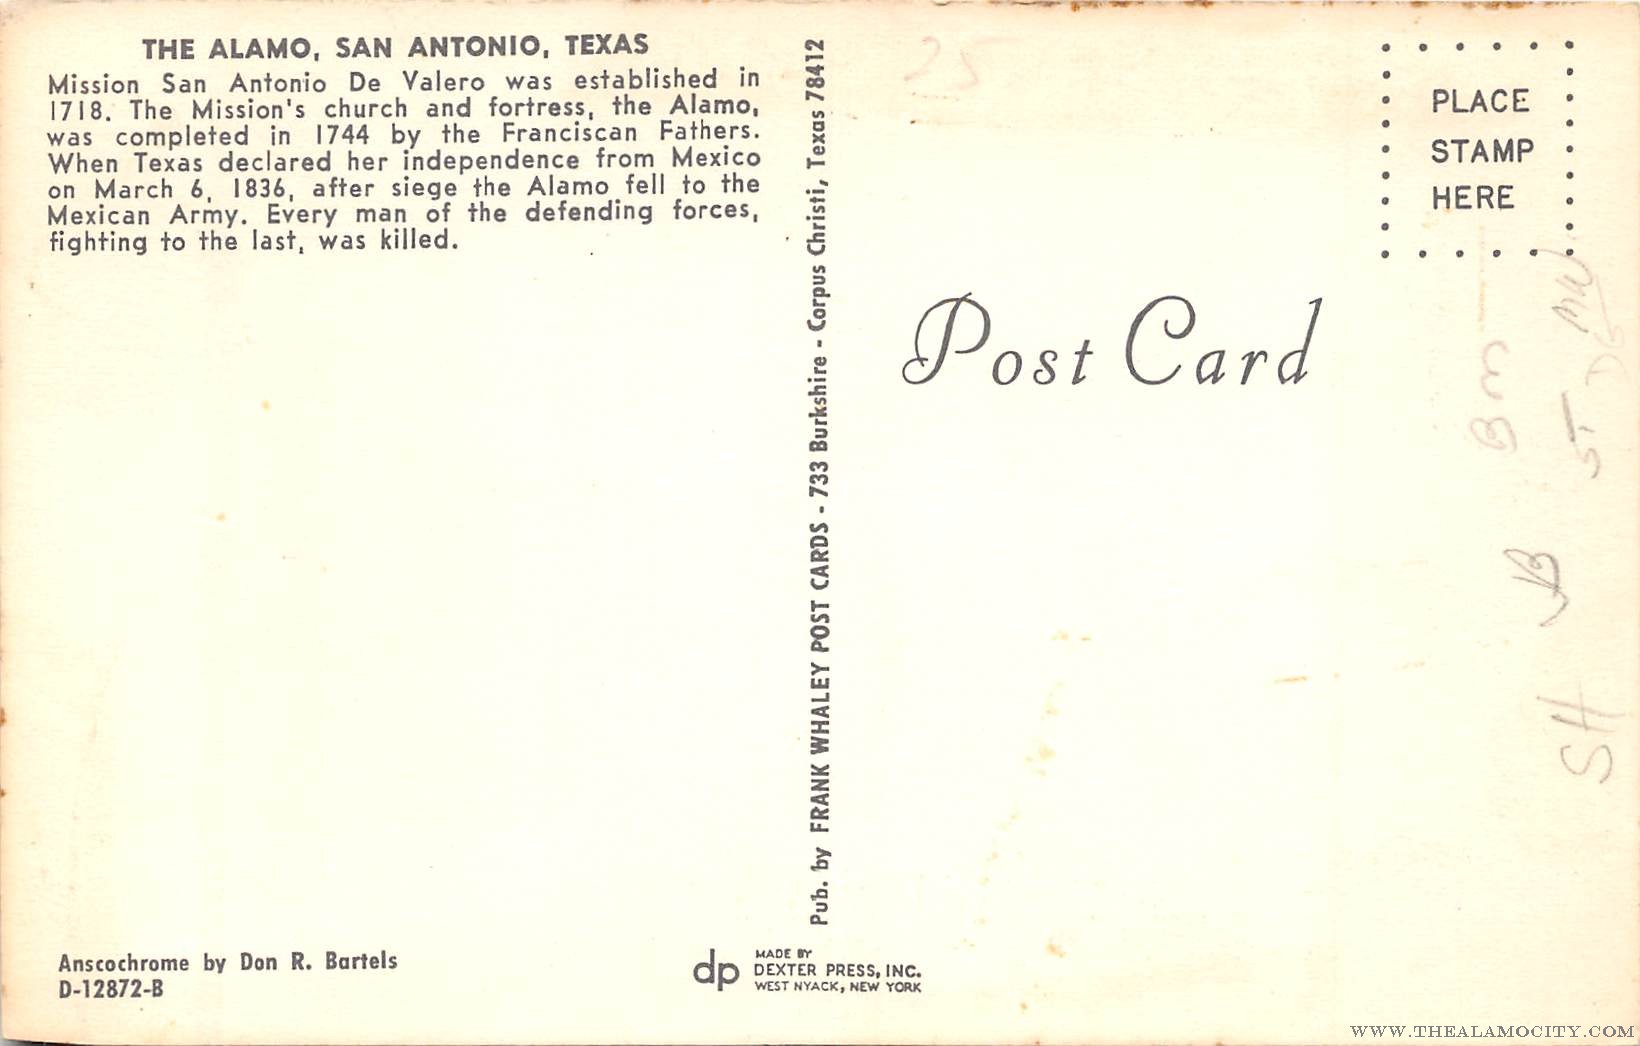 THE ALAMO, SAN ANTONIO, TEXAS
Mission San Antonio De Valero was established in
1718. The Mission's church and fortress, the Alamo,
was completed in 1744 by the Franciscan Fathers.
When Texas declared her independence from Mexico
on March 6, 1836, after siege the Alamo fell to the
Mexican Army. Every man of the defending forces,
fighting to the last, was killed.
Anscochrome by Don R. Bartels
D-12872-B
Pub. by FRANK WHALEY POST CARDS - 733 Burkshire - Corpus Christi, Texas 78412
dp
MADE BY
DEXTER PRESS, INC.
WEST NYACK, NEW YORK
25
PLACE
STAMP
HERE
Post Card
SH
WWW.THEALAMOCITY.COM